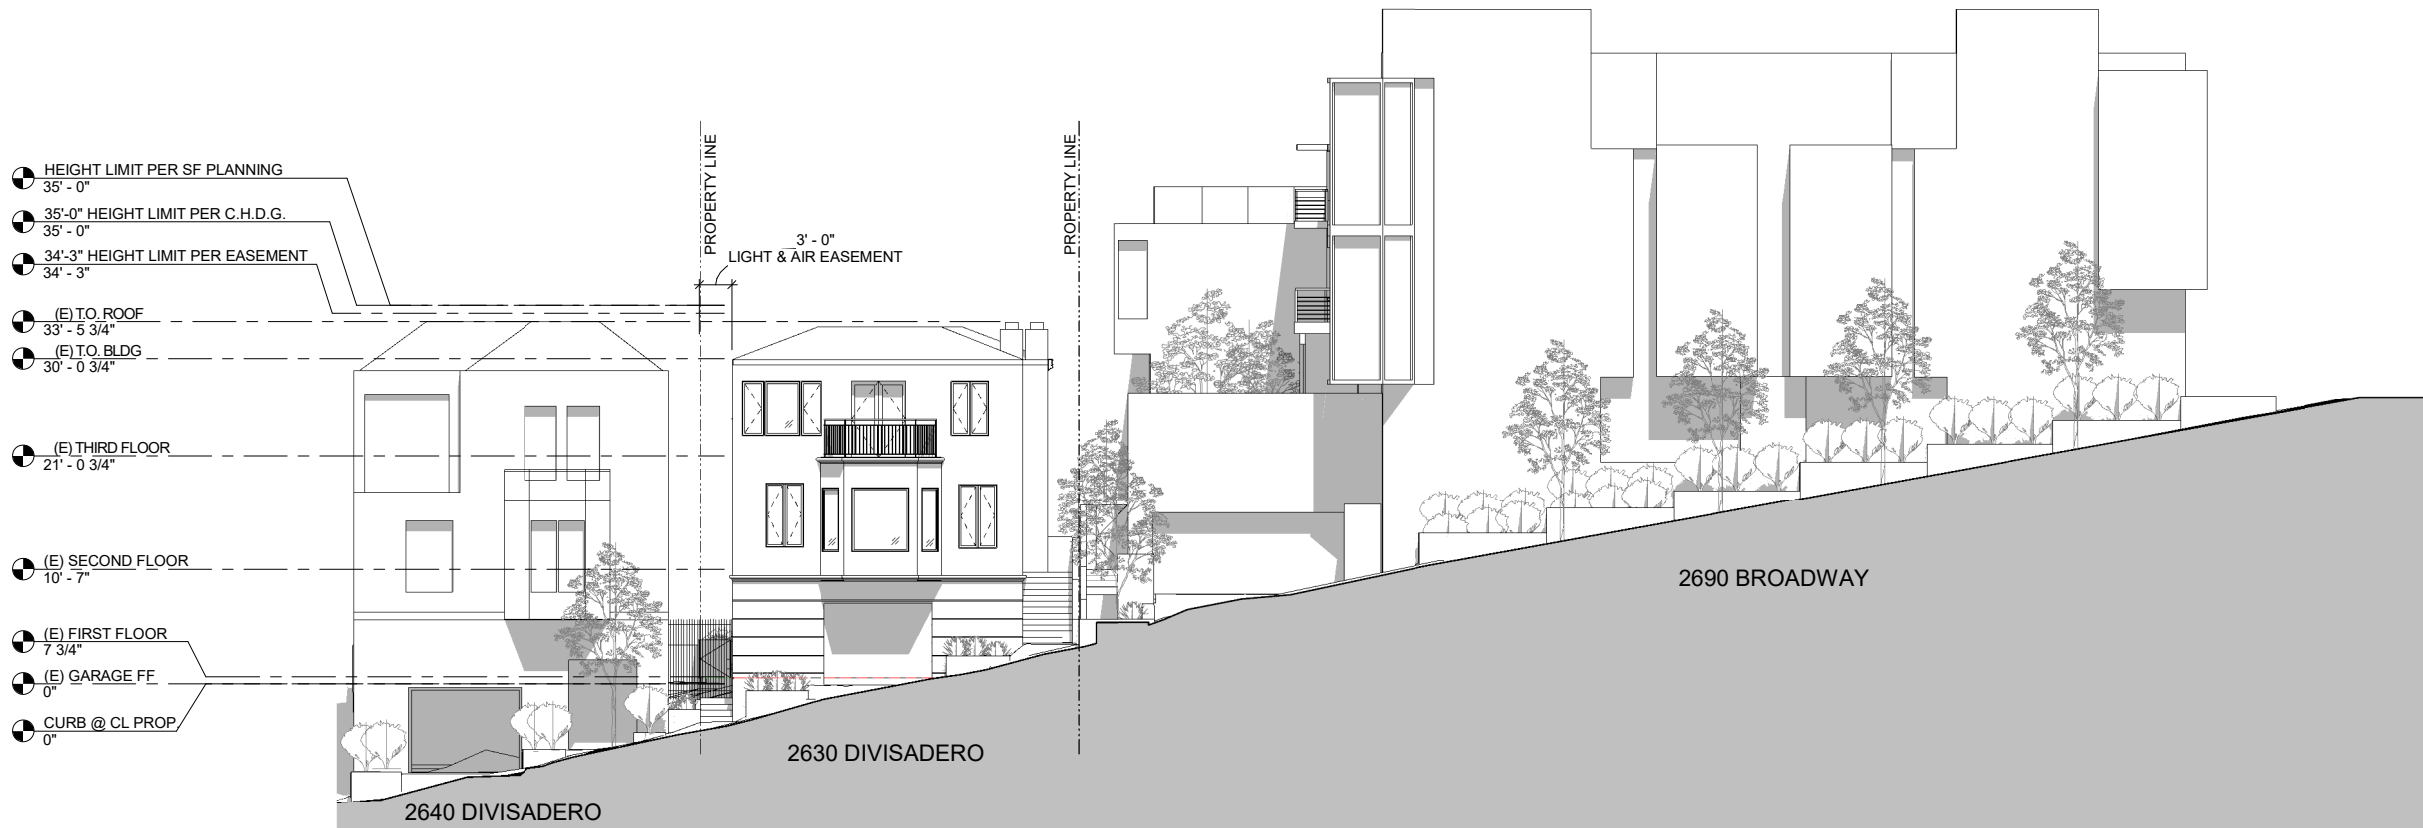 HEIGHT LIMIT PER SF PLANNING
35' - 0"
35'-0" HEIGHT LIMIT PER C.H.D.G.
35' - 0"
34'-3" HEIGHT LIMIT PER EASEMENT
34' - 3"
(E) T.O. ROOF
33' - 5 3/4"
(E) T.O. BLDG
30' - 0 3/4"
(E) THIRD FLOOR
21' - 0 3/4"
(E) SECOND FLOOR
10' - 7"
(E) FIRST FLOOR
7 3/4"
(E) GARAGE FF
0"
CURB @ CL PROP
0"
PROPERTY LINE
3' - 0"
LIGHT & AIR EASEMENT
PROPERTY LINE
2640 DIVISADERO
2630 DIVISADERO
2690 BROADWAY